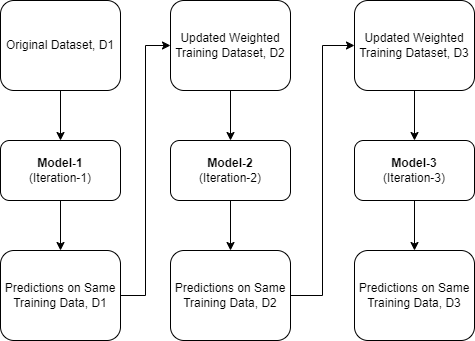 Original Dataset, D1
Updated Weighted
Training Dataset, D2
Updated Weighted
Training Dataset, D3
Model-1
(Iteration-1)
Model-2
(Iteration-2)
Model-3
(Iteration-3)
Predictions on Same
Training Data, D1
Predictions on Same
Training Data, D2
Predictions on Same
Training Data, D3